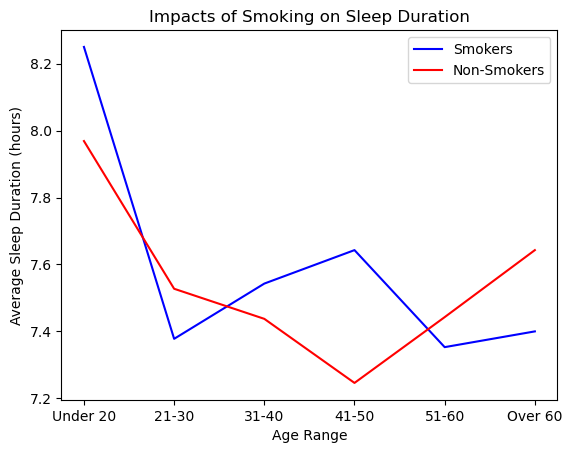 Impacts of Smoking on Sleep Duration
Smokers
Non-Smokers
Average Sleep Duration (hours)
8.2
8.0
7.8
7.6
7.4
7.2
Under 20 21-30 31-40 41-50 51-60 Over 60
Age Range